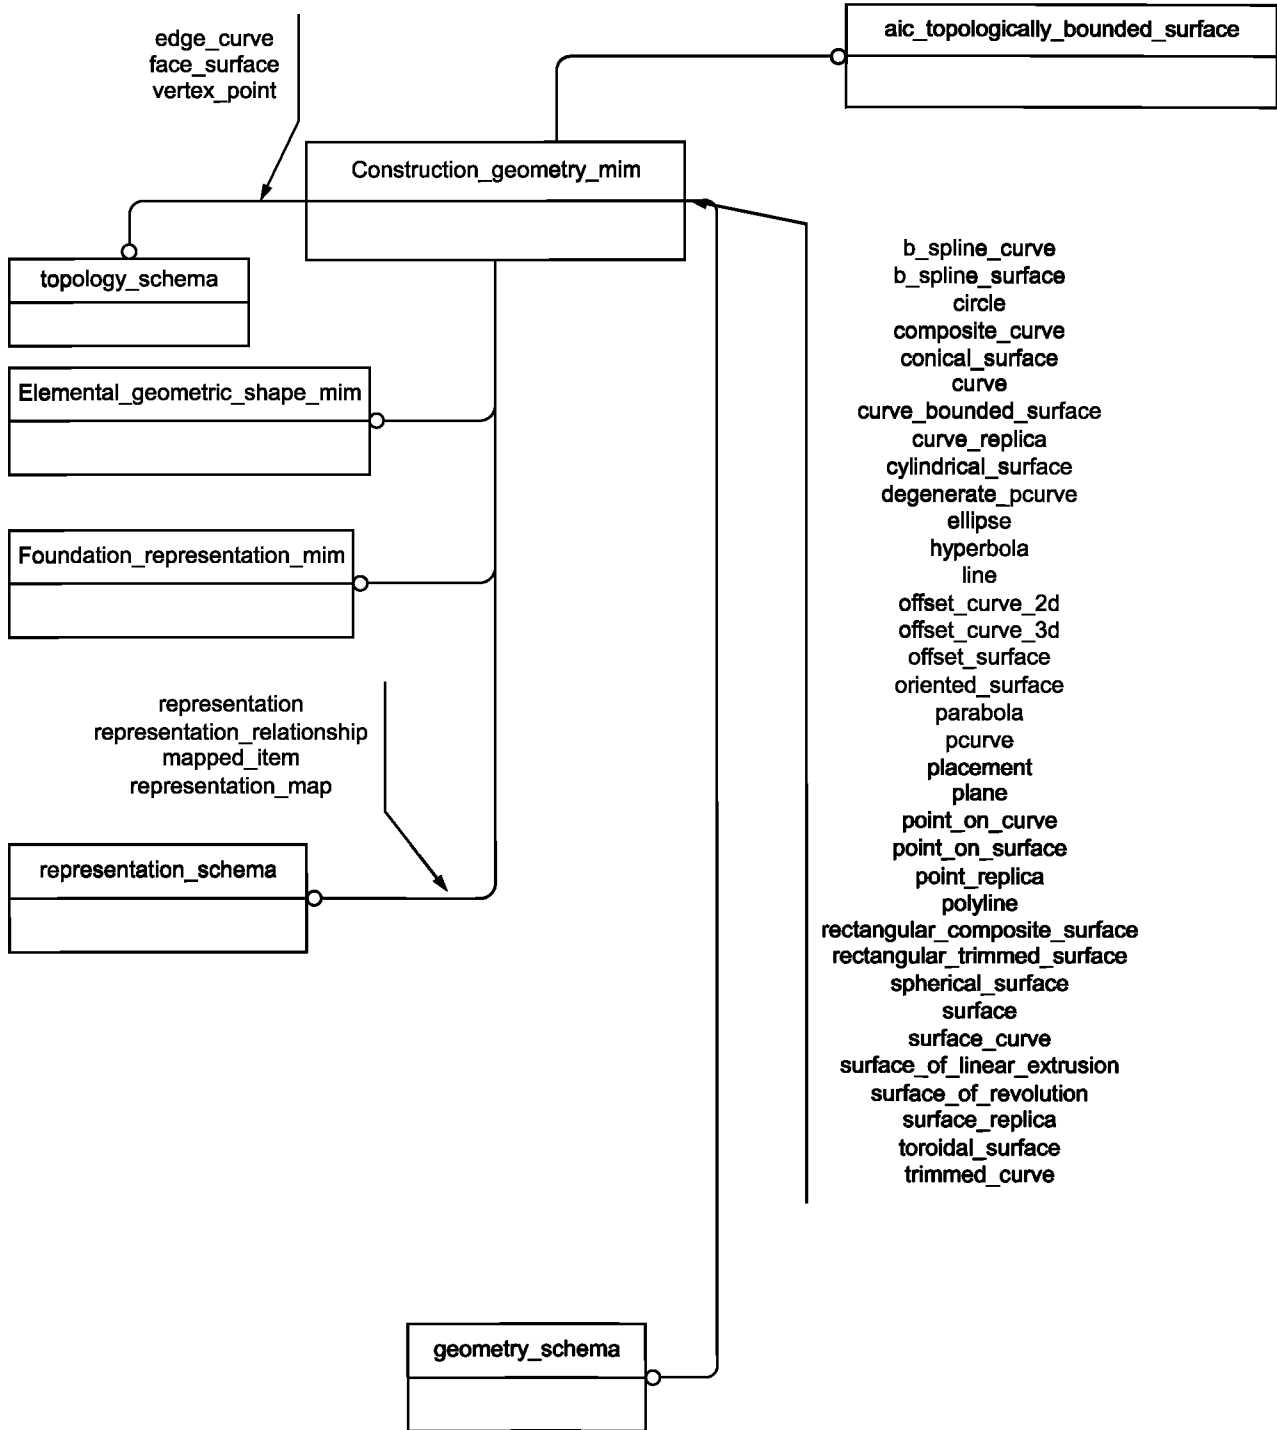 aic_topologically_bounded_surface
edge_curve
face_surface
vertex_point
Construction_geometry_mim
topology_schema
Elemental_geometric_shape_mim
Foundation_representation_mim
representation
representation_relationship
mapped_item
representation_map
representation_schema
b_spline_curve
b_spline_surface
circle
composite_curve
conical_surface
curve
curve_bounded_surface
curve_replica
cylindrical_surface
degenerate_pcurve
ellipse
hyperbola
line
offset_curve_2d
offset_curve_3d
offset_surface
oriented_surface
parabola
pcurve
placement
plane
point_on_curve
point_on_surface
point_replica
polyline
rectangular_composite_surface
rectangular_trimmed_surface
spherical_surface
surface
surface_curve
surface_of_linear_extrusion
surface_of_revolution
surface_replica
toroidal_surface
trimmed_curve
geometry_schema